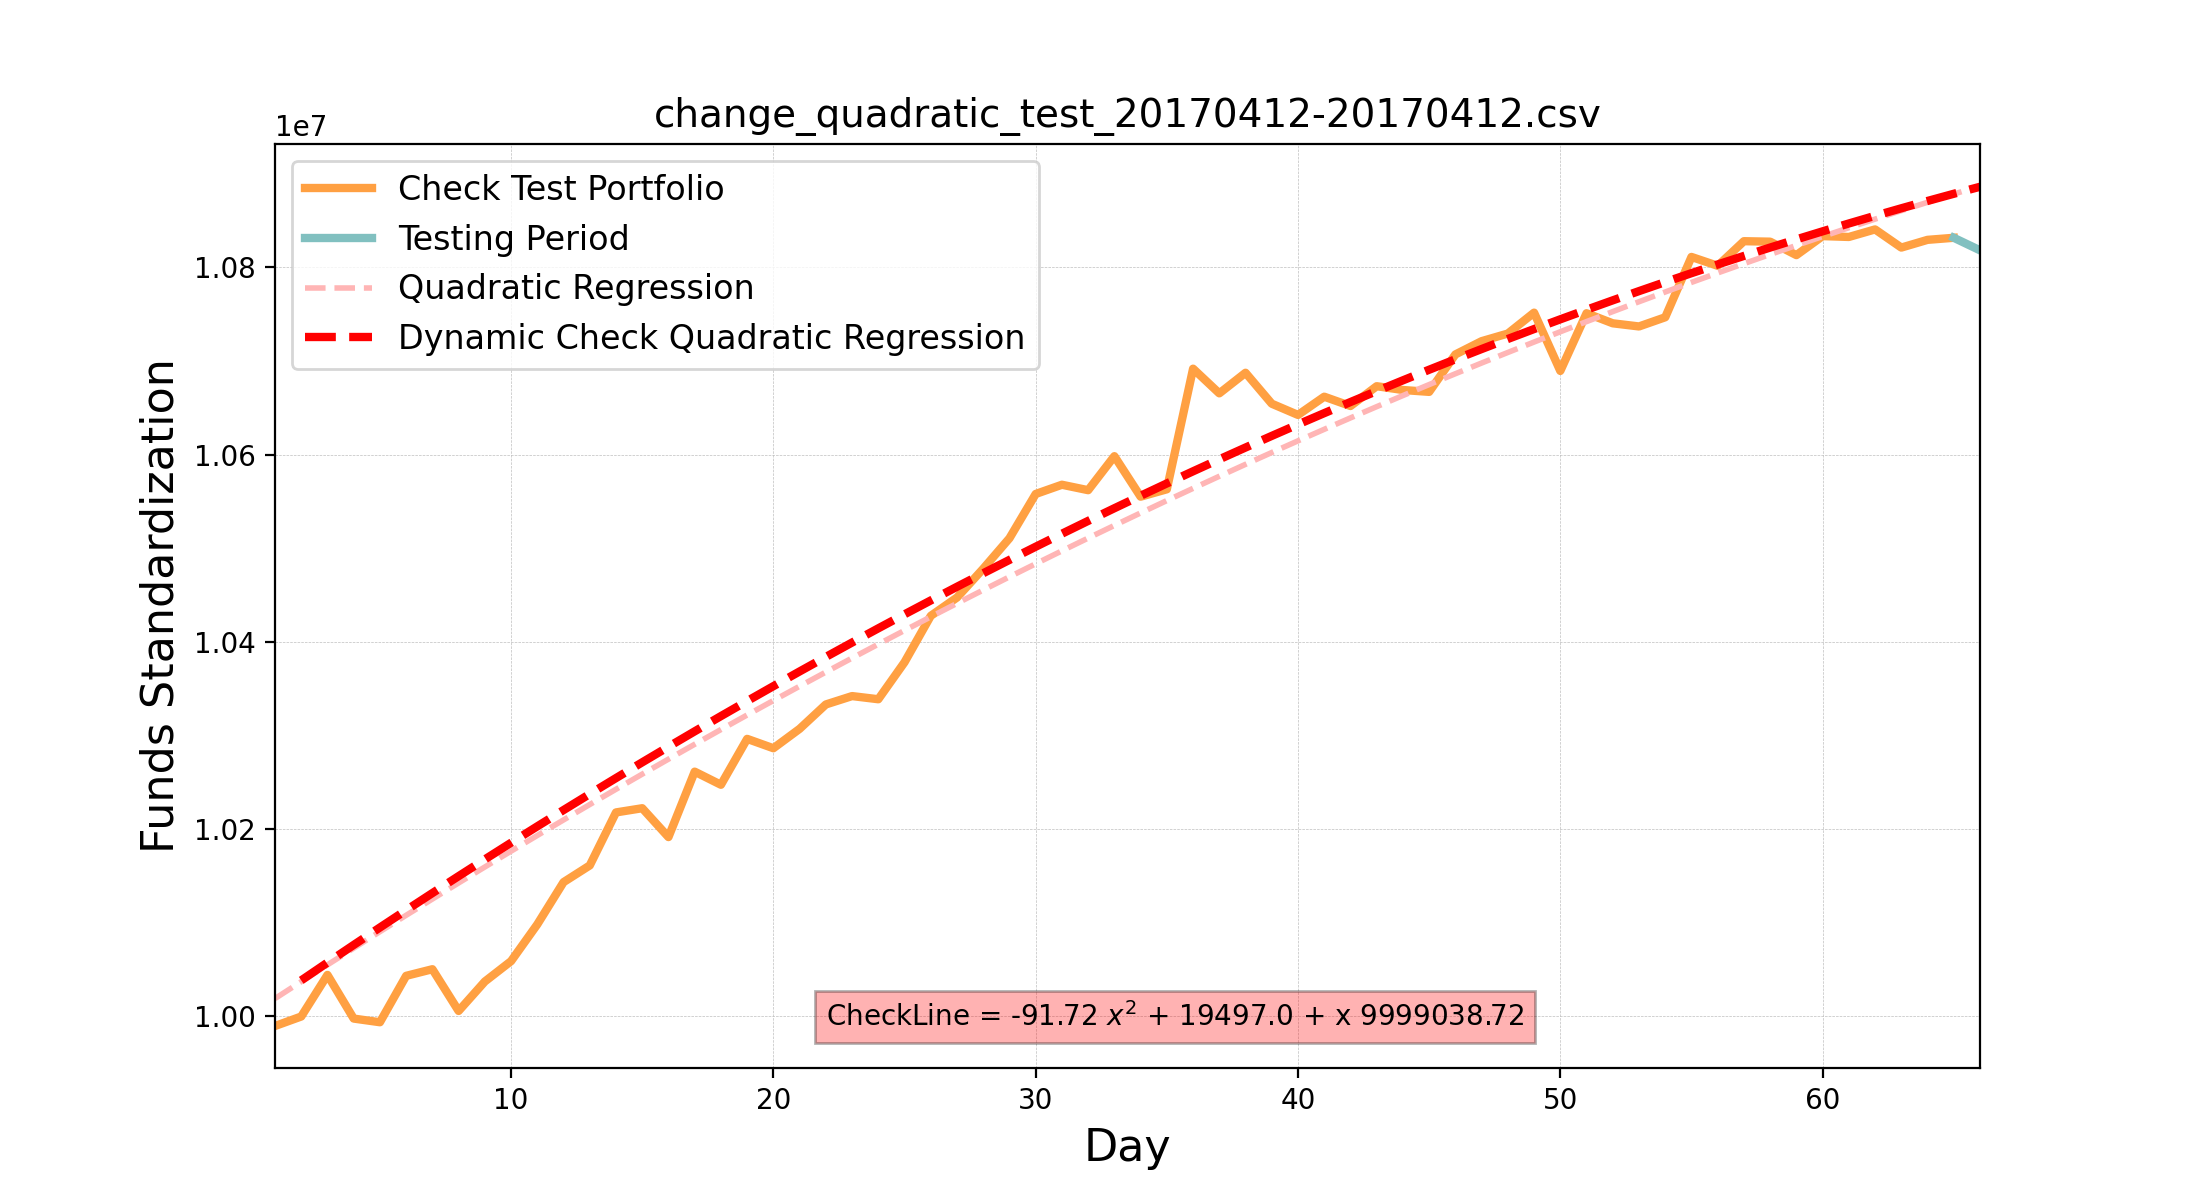 change_quadratic_test_20170412-20170412.csv
1e7
Check Test Portfolio
Testing Period
Quadratic Regression
Dynamic Check Quadratic Regression
Funds Standardization
1.08
1.06
1.04
1.02
1.00
CheckLine = -91.72 x² + 19497.0 + x 9999038.72
10 20 30 40 50 60
Day